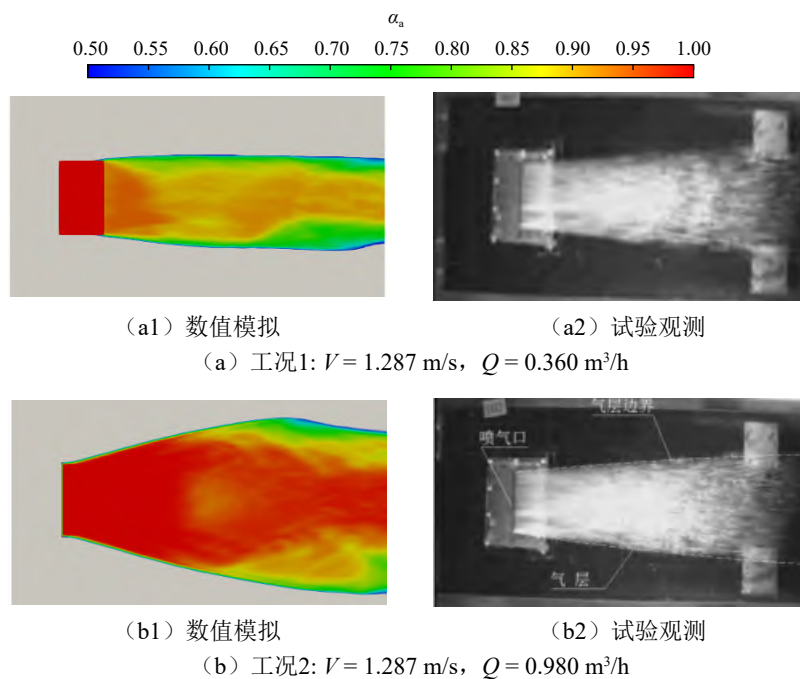 αa
0.50 0.55 0.60 0.65 0.70 0.75 0.80 0.85 0.90 0.95 1.00
（a1）数值模拟
（a2）试验观测
（a）工况1: V = 1.287 m/s，Q = 0.360 m³/h
气层边界
喷气口
气 层
（b1）数值模拟
（b2）试验观测
（b）工况2: V = 1.287 m/s，Q = 0.980 m³/h